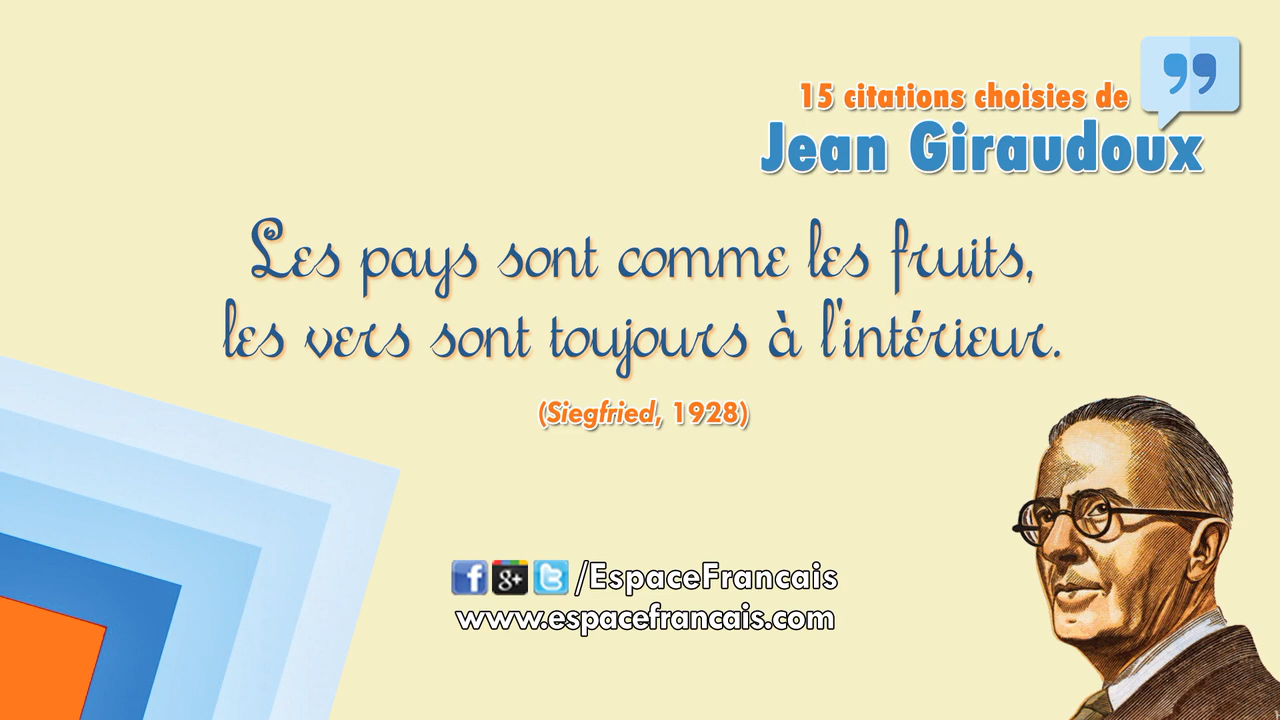 15 citations choisies de
Jean Giraudoux
Les pays sont comme les fruits,
les vers sont toujours à l'intérieur.
(Siegfried, 1928)
/EspaceFrancais
www.espacefrancais.com